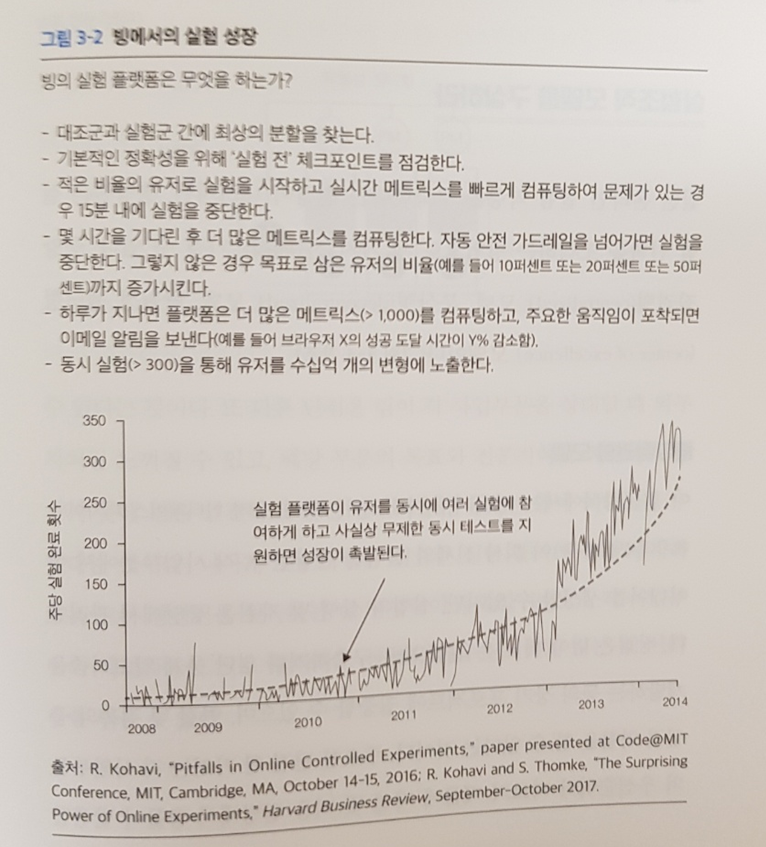 그림 3-2 빙에서의 실험 성장
빙의 실험 플랫폼은 무엇을 하는가?
- 대조군과 실험군 간에 최상의 분할을 찾는다.
- 기본적인 정확성을 위해 '실험 전' 체크포인트를 점검한다.
- 적은 비율의 유저로 실험을 시작하고 실시간 메트릭스를 빠르게 컴퓨팅하여 문제가 있는 경
우 15분 내에 실험을 중단한다.
- 몇 시간을 기다린 후 더 많은 메트릭스를 컴퓨팅한다. 자동 안전 가드레일을 넘어가면 실험을
중단한다. 그렇지 않은 경우 목표로 삼은 유저의 비율(예를 들어 10퍼센트 또는 20퍼센트 또는 50퍼
센트)까지 증가시킨다.
- 하루가 지나면 플랫폼은 더 많은 메트릭스(> 1,000)를 컴퓨팅하고, 주요한 움직임이 포착되면
이메일 알림을 보낸다(예를 들어 브라우저 X의 성공 도달 시간이 Y% 감소함).
- 동시 실험(> 300)을 통해 유저를 수십억 개의 변형에 노출한다.
주당 실험 완료 횟수
350
300
250
200
150
100
50
0
실험 플랫폼이 유저를 동시에 여러 실험에 참
여하게 하고 사실상 무제한 동시 테스트를 지
원하면 성장이 촉발된다.
2008 2009 2010 2011 2012 2013 2014
출처: R. Kohavi, "Pitfalls in Online Controlled Experiments," paper presented at Code@MIT
Conference, MIT, Cambridge, MA, October 14-15, 2016; R. Kohavi and S. Thomke, "The Surprising
Power of Online Experiments," Harvard Business Review, September-October 2017.